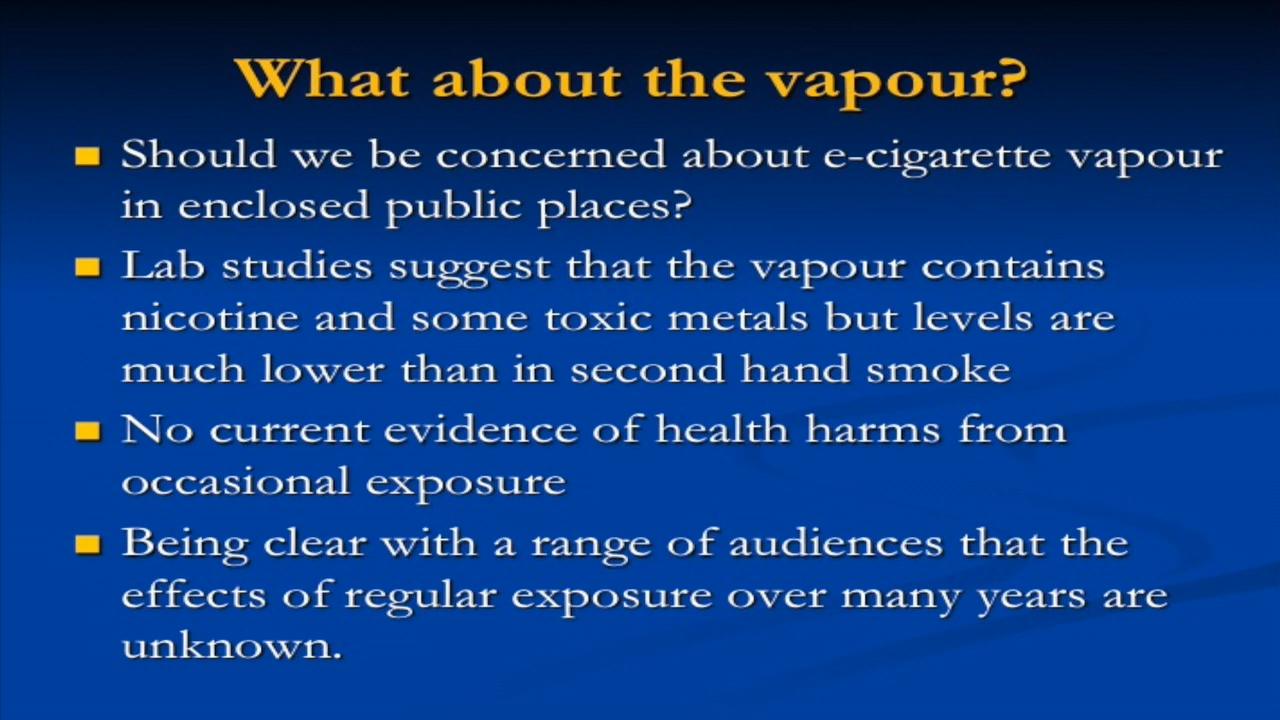 What about the vapour?
Should we be concerned about e-cigarette vapour
in enclosed public places?
Lab studies suggest that the vapour contains
nicotine and some toxic metals but levels are
much lower than in second hand smoke
No current evidence of health harms from
occasional exposure
Being clear with a range of audiences that the
effects of regular exposure over many years are
unknown.